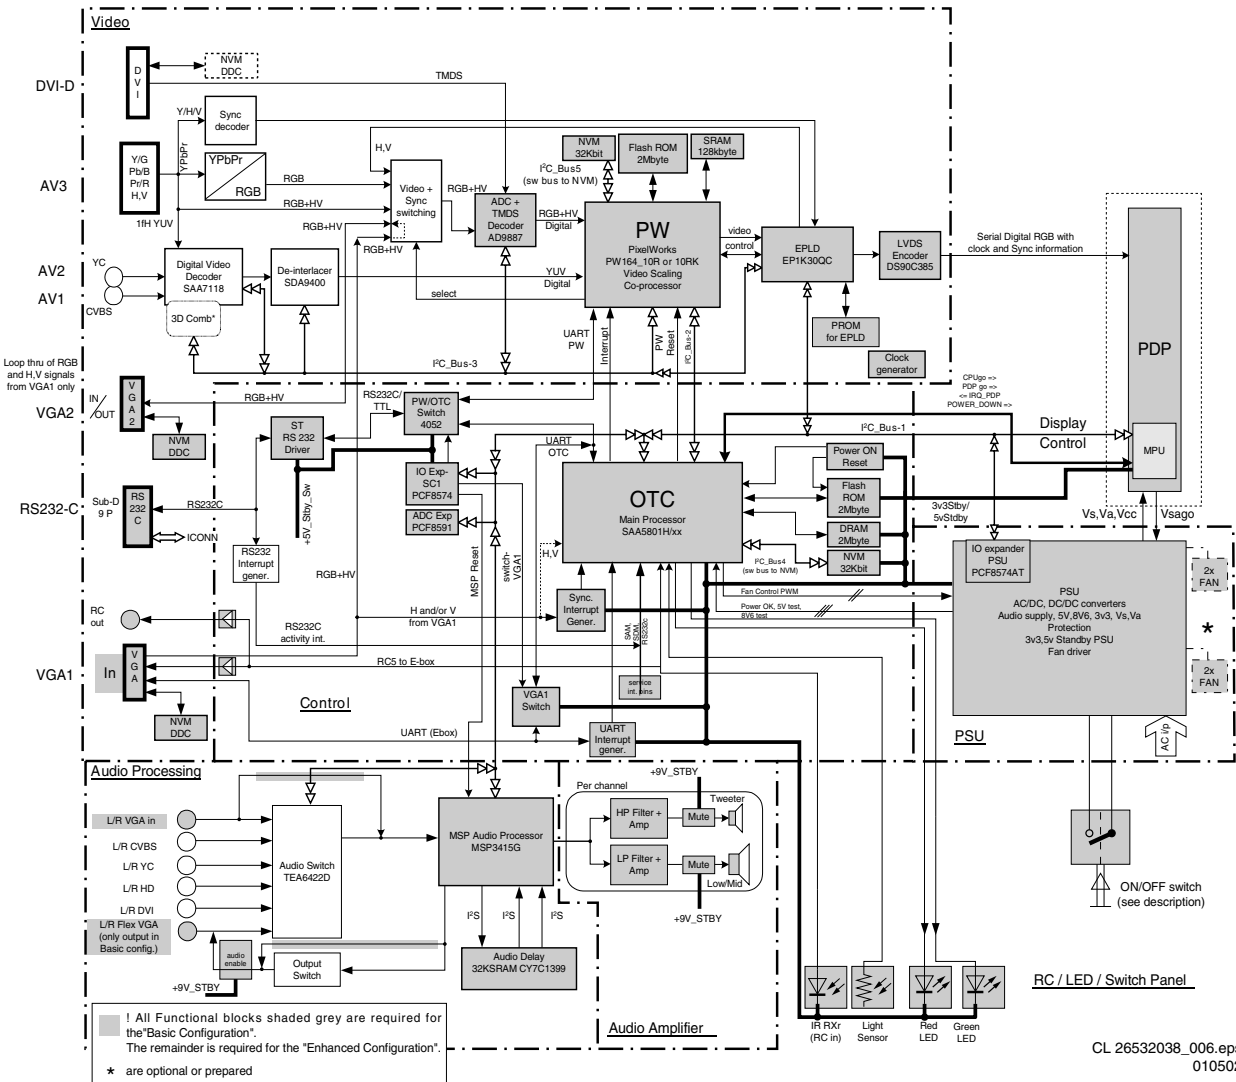 Video
DVI-D
D
V
I
NVM
DDC
TMDS
Y/H/V
Sync
decoder
AV3
Y/G
Pb/B
Pr/R
H,V
YPbPr
YPbPr
RGB
RGB
RGB+HV
RGB+HV
RGB+HV
1fH YUV
H,V
Video +
Sync
switching
RGB+HV
ADC +
TMDS
Decoder
AD9887
RGB+HV
Digital
NVM
32Kbit
I²C_Bus5
(sw bus to NVM)
Flash ROM
2Mbyte
SRAM
128kbyte
PW
PixelWorks
PW164_10R or 10RK
Video Scaling
Co-processor
video
control
EPLD
EP1K30QC
LVDS
Encoder
DS90C385
Serial Digital RGB with
clock and Sync information
AV2
AV1
YC
CVBS
Digital Video
Decoder
SAA7118
3D Comb*
De-interlacer
SDA9400
YUV
Digital
select
UART
PW
Interrupt
PW
Reset
I²C_Bus-2
PROM
for EPLD
Clock
generator
I²C_Bus-3
PDP
CPUgo =>
PDP go =>
<= IRQ_PDP
POWER_DOWN =>
Display
Control
MPU
Loop thru of RGB
and H,V signals
from VGA1 only
VGA2
IN/
OUT
V
G
A
2
NVM
DDC
RGB+HV
RS232C/
TTL
PW/OTC
Switch
4052
ST
RS 232
Driver
+5V_Stby_Sw
IO Exp-
SC1
PCF8574
ADC Exp
PCF8591
UART
OTC
I²C_Bus-1
OTC
Main Processor
SAA5801H/xx
Power ON
Reset
Flash
ROM
2Mbyte
DRAM
2Mbyte
NVM
32Kbit
I²C_Bus4
(sw bus to NVM)
3v3Stby/
5vStdby
Vs,Va,Vcc
Vsago
RS232-C
Sub-D
9 P
RS
232
C
RS232C
ICONN
RS232
Interrupt
gener.
RGB+HV
MSP Reset
switch-
VGA1
H,V
Sync.
Interrupt
Gener.
H and/or V
from VGA1
RS232C
activity int.
SAM,
SDM,
RS232c
Fan Control PWM
Power OK, 5V test,
8V6 test
IO expander
PSU
PCF8574AT
PSU
AC/DC, DC/DC converters
Audio supply, 5V,8V6, 3v3, Vs,Va
Protection
3v3,5v Standby PSU
Fan driver
2x
FAN
*
2x
FAN
RC
out
VGA1
In
V
G
A
NVM
DDC
RC5 to E-box
service
int. pins
VGA1
Switch
UART (Ebox)
UART
Interrupt
gener.
Control
PSU
AC i/p
Audio Processing
L/R VGA in
L/R CVBS
L/R YC
L/R HD
L/R DVI
L/R Flex VGA
(only output in
Basic config.)
Audio Switch
TEA6422D
audio
enable
Output
Switch
+9V_STBY
MSP Audio Processor
MSP3415G
I²S
I²S
I²S
Audio Delay
32KSRAM CY7C1399
Per channel
+9V_STBY
HP Filter +
Amp
Mute
Tweeter
LP Filter +
Amp
Mute
Low/Mid
+9V_STBY
Audio Amplifier
ON/OFF switch
(see description)
RC / LED / Switch Panel
IR RXr
(RC in)
Light
Sensor
Red
LED
Green
LED
! All Functional blocks shaded grey are required for
the"Basic Configuration".
The remainder is required for the "Enhanced Configuration".
* are optional or prepared
CL 26532038_006.eps
010502